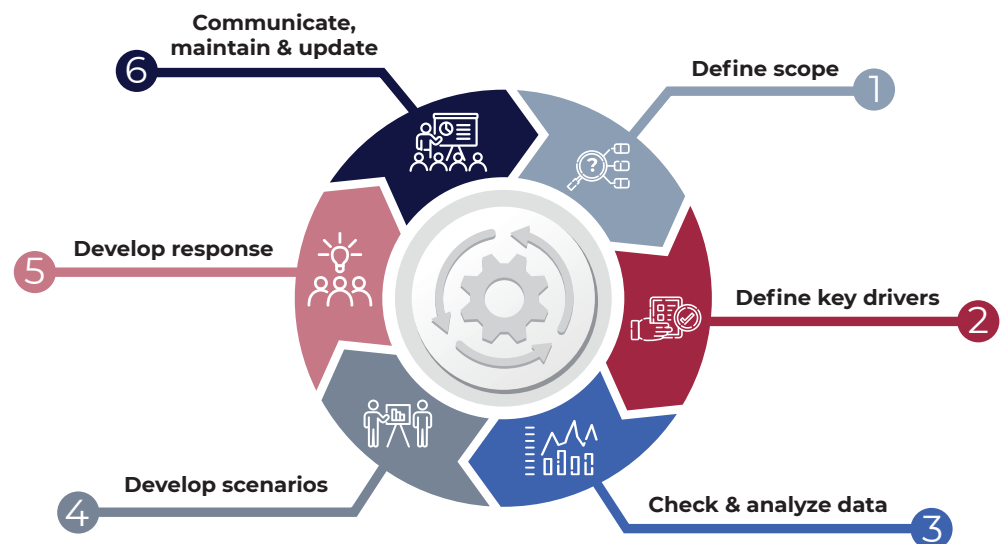 Communicate,
maintain & update
6
Define scope
1
?
Develop response
5
Define key drivers
2
Develop scenarios
4
Check & analyze data
3